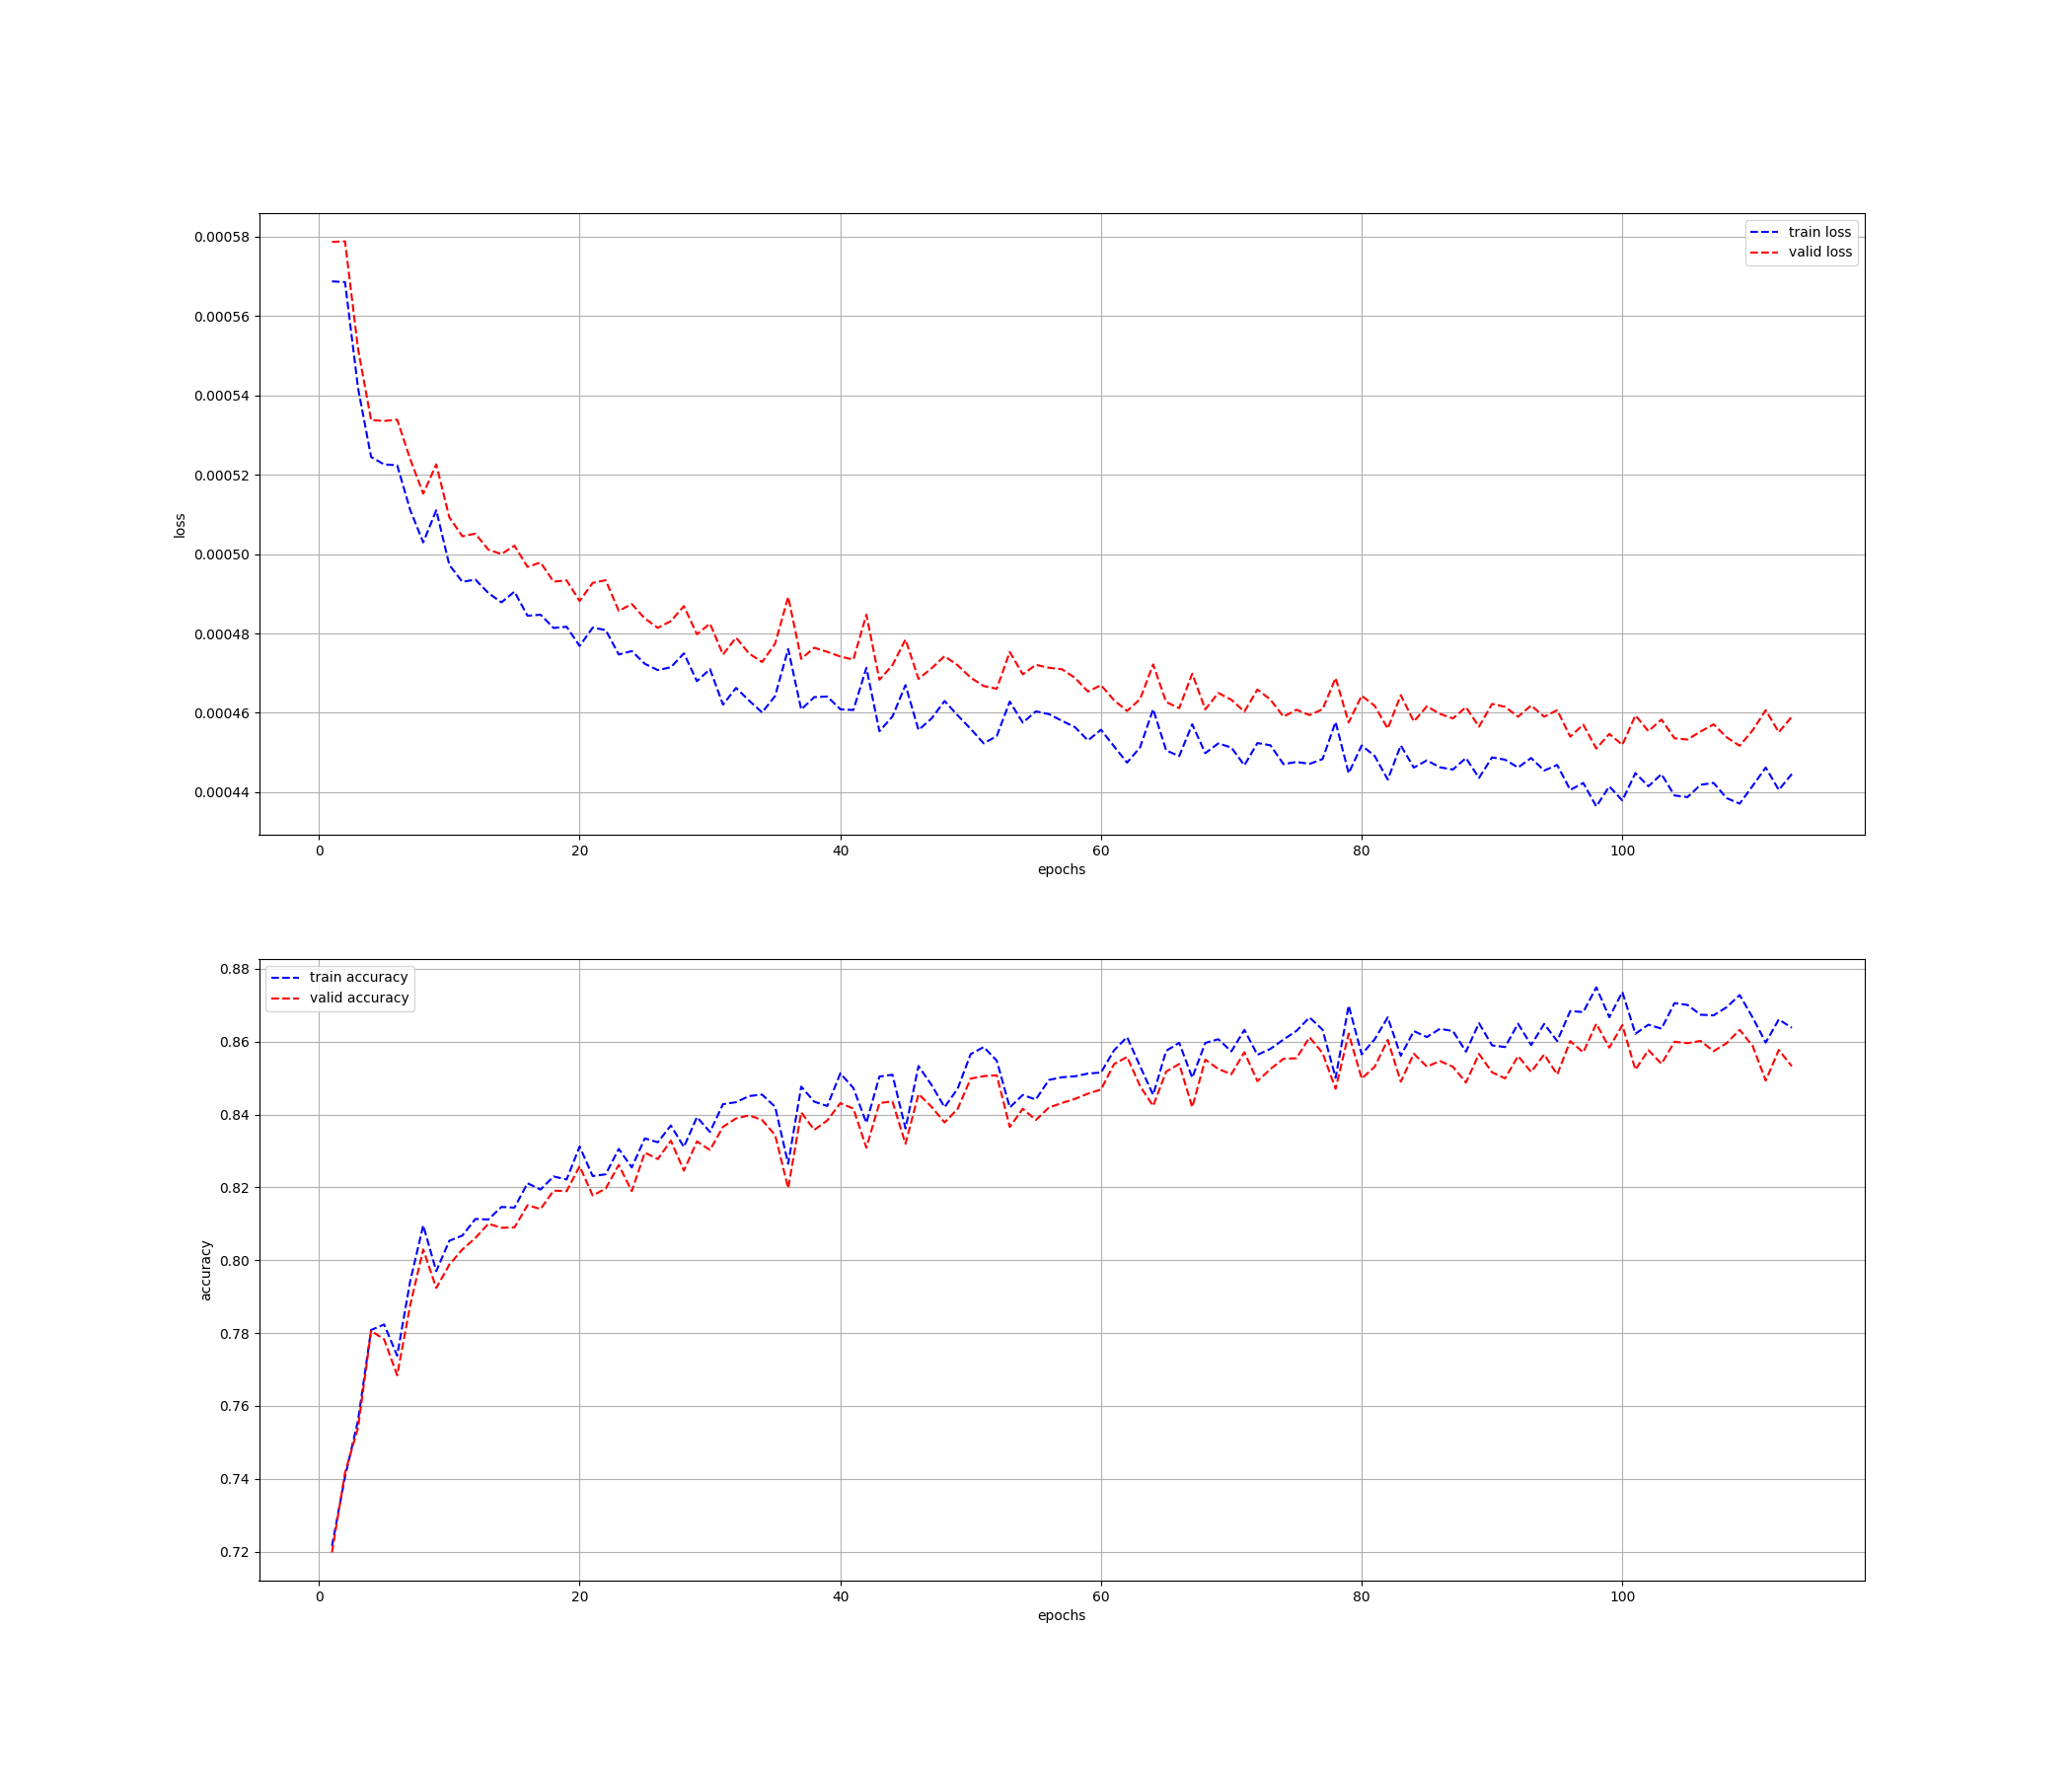 0.00058
0.00056
0.00054
0.00052
0.00050
0.00048
0.00046
0.00044
loss
train loss
valid loss
0 20 40 60 80 100
epochs
0.88
0.86
0.84
0.82
0.80
0.78
0.76
0.74
0.72
accuracy
train accuracy
valid accuracy
0 20 40 60 80 100
epochs